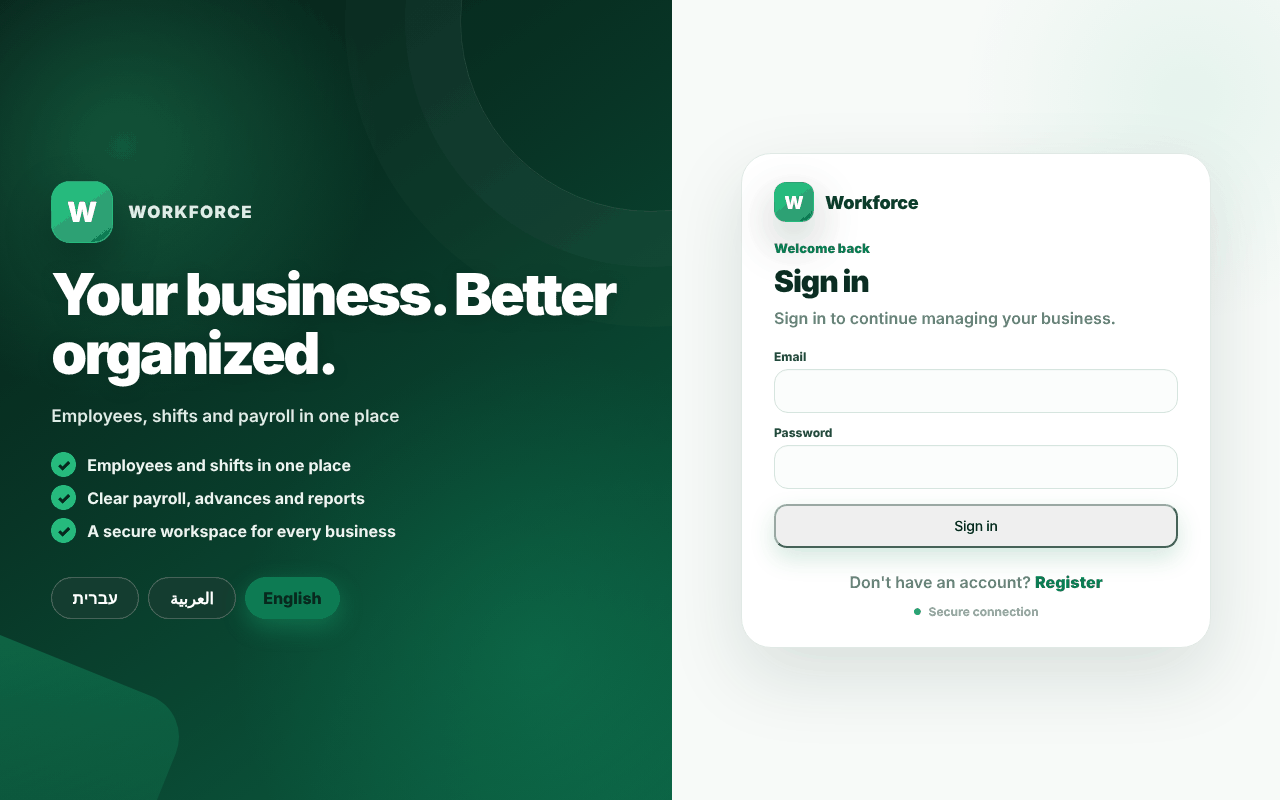 W WORKFORCE
Your business. Better
organized.
Employees, shifts and payroll in one place
Employees and shifts in one place
Clear payroll, advances and reports
A secure workspace for every business
עברית العربية English
W Workforce
Welcome back
Sign in
Sign in to continue managing your business.
Email
Password
Sign in
Don't have an account? Register
Secure connection